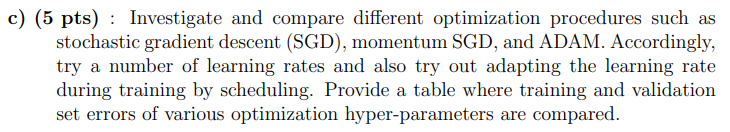 c) (5 pts) : Investigate and compare different optimization procedures such as
stochastic gradient descent (SGD), momentum SGD, and ADAM. Accordingly,
try a number of learning rates and also try out adapting the learning rate
during training by scheduling. Provide a table where training and validation
set errors of various optimization hyper-parameters are compared.